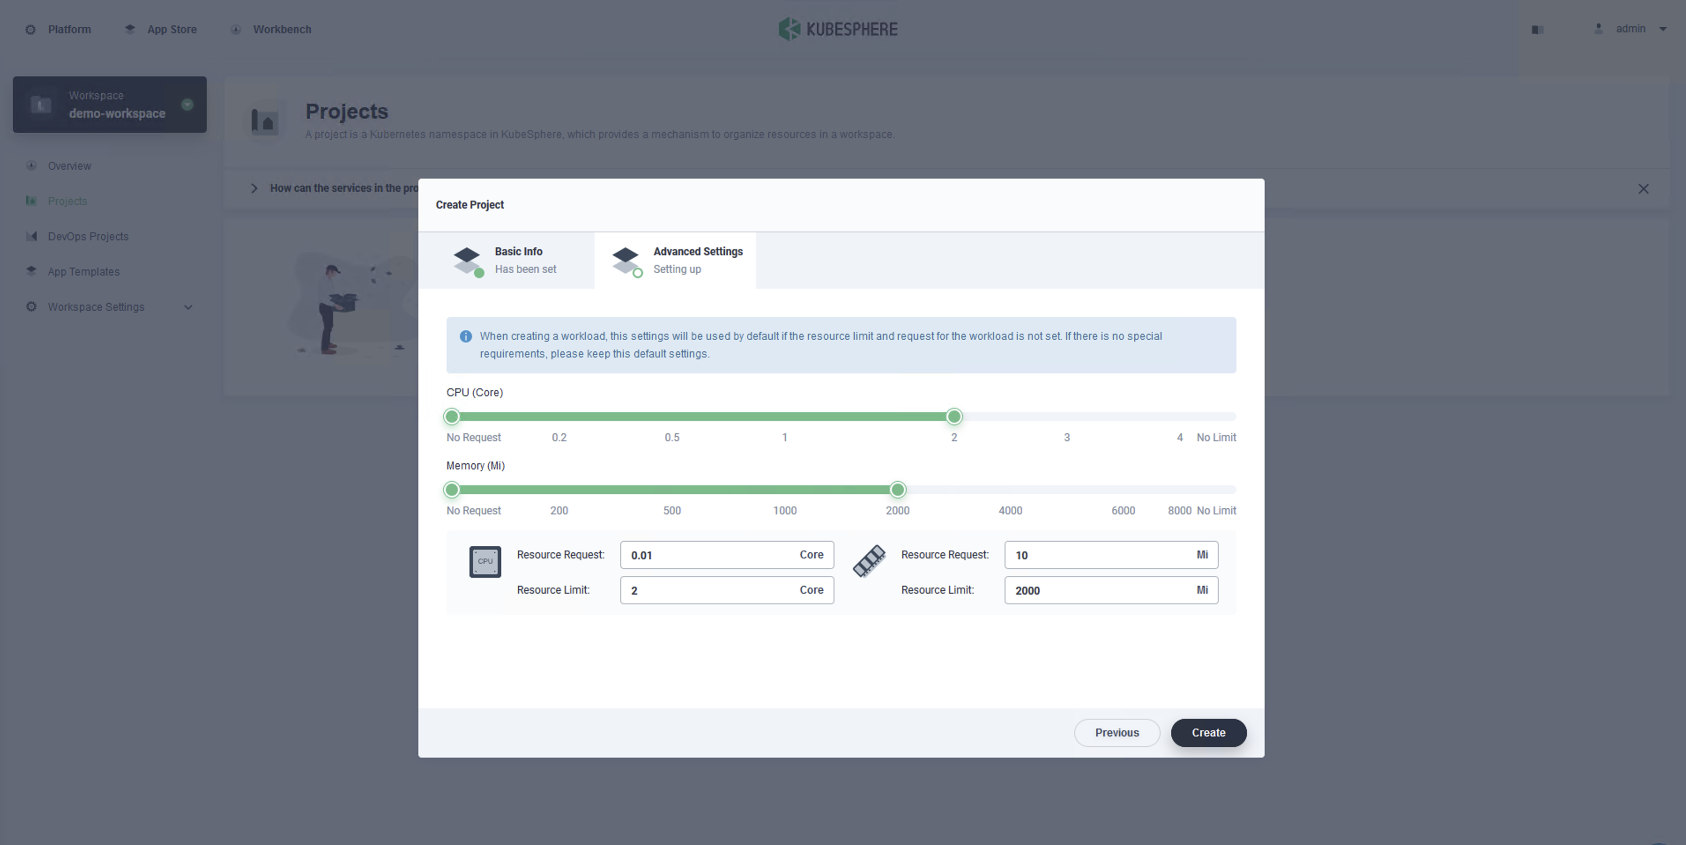 Platform
App Store
Workbench
KUBESPHERE
admin
Workspace
demo-workspace
Overview
Projects
DevOps Projects
App Templates
Workspace Settings
Projects
A project is a Kubernetes namespace in KubeSphere, which provides a mechanism to organize resources in a workspace.
How can the services in the pro
Create Project
Basic Info
Has been set
Advanced Settings
Setting up
When creating a workload, this settings will be used by default if the resource limit and request for the workload is not set. If there is no special
requirements, please keep this default settings.
CPU (Core)
No Request 0.2 0.5 1 2 3 4 No Limit
Memory (Mi)
No Request 200 500 1000 2000 4000 6000 8000 No Limit
CPU
Resource Request: 0.01 Core
Resource Limit: 2 Core
Resource Request: 10 Mi
Resource Limit: 2000 Mi
Previous
Create